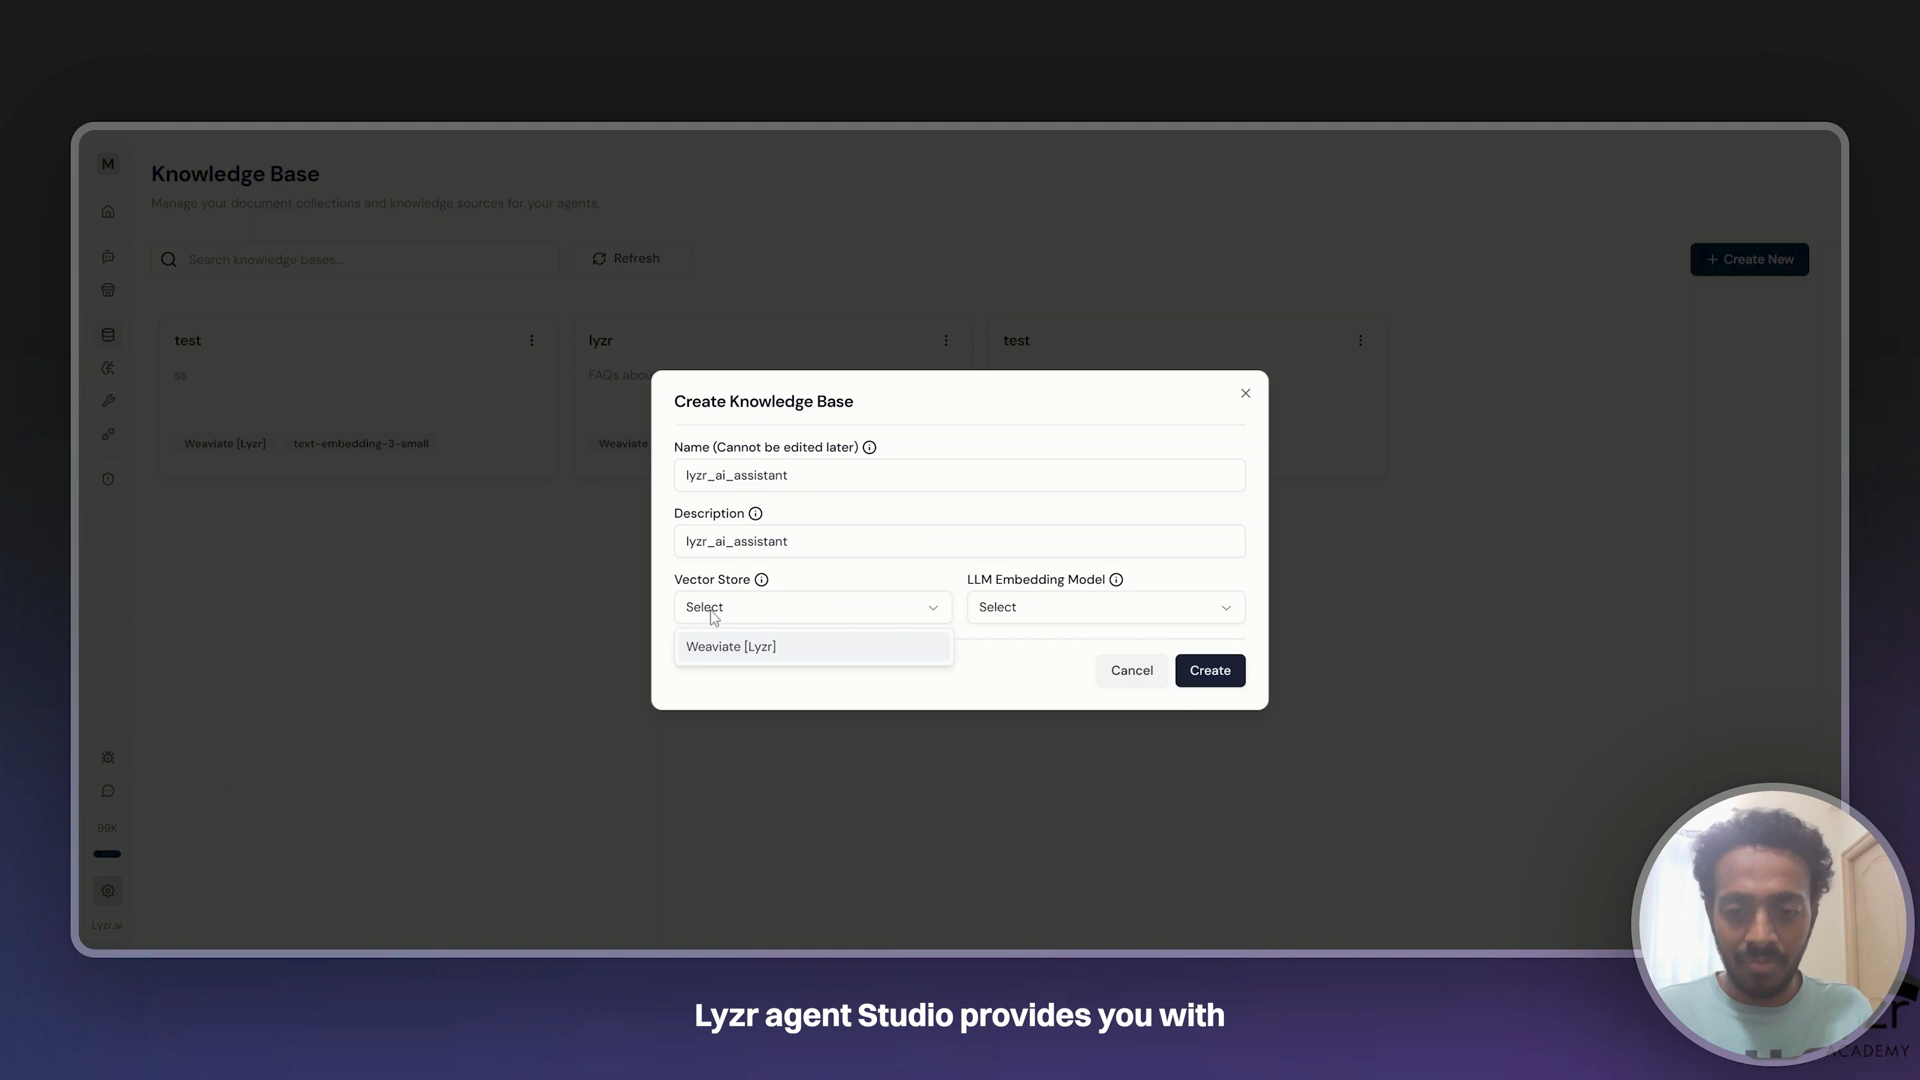 M
Knowledge Base
Manage your document collections and knowledge sources for your agents.
Search knowledge bases...
Refresh
+ Create New
test
lyzr
test
ss
FAQs abou
Weaviate [Lyzr]
text-embedding-3-small
Weaviate
Create Knowledge Base
Name (Cannot be edited later)
lyzr_ai_assistant
Description
lyzr_ai_assistant
Vector Store
LLM Embedding Model
Select
Select
Weaviate [Lyzr]
Cancel
Create
99K
Lyzr.ai
Lyzr agent Studio provides you with
ACADEMY